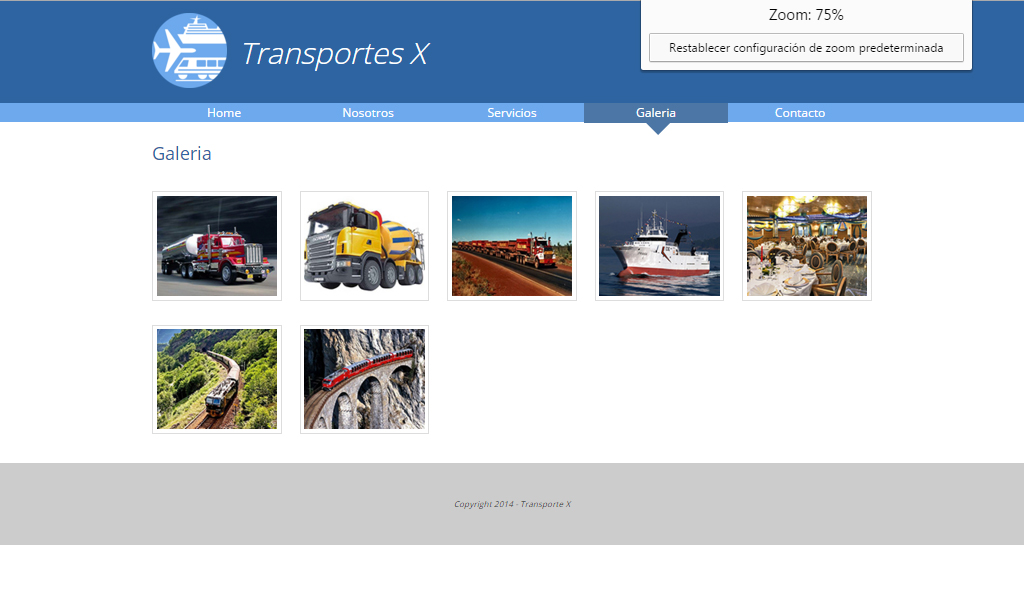 Zoom: 75%
Restablecer configuración de zoom predeterminada
Transportes X
Home Nosotros Servicios Galeria Contacto
Galeria
Copyright 2014 - Transporte X